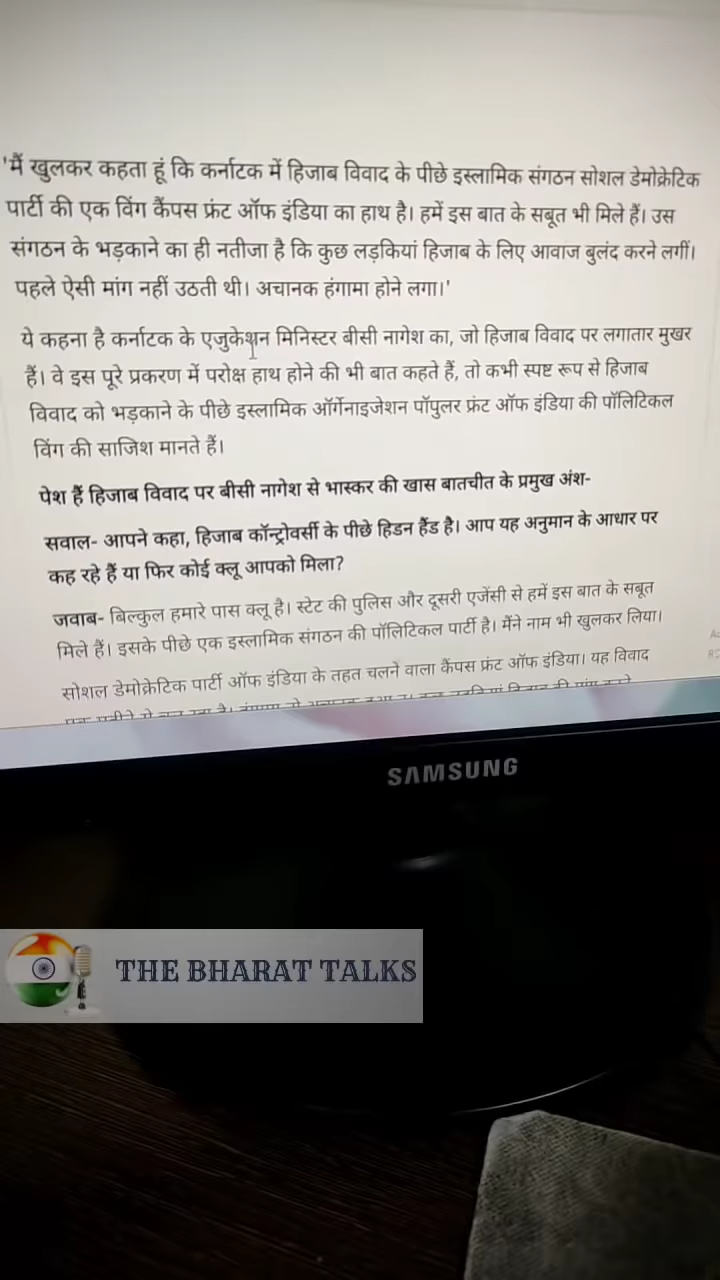 'मैं खुलकर कहता हूं कि कर्नाटक में हिजाब विवाद के पीछे इस्लामिक संगठन सोशल डेमोक्रेटिक
पार्टी की एक विंग कैंपस फ्रंट ऑफ इंडिया का हाथ है। हमें इस बात के सबूत भी मिले हैं। उस
संगठन के भड़काने का ही नतीजा है कि कुछ लड़कियां हिजाब के लिए आवाज बुलंद करने लगीं।
पहले ऐसी मांग नहीं उठती थी। अचानक हंगामा होने लगा।'
ये कहना है कर्नाटक के एजुकेशन मिनिस्टर बीसी नागेश का, जो हिजाब विवाद पर लगातार मुखर
हैं। वे इस पूरे प्रकरण में परोक्ष हाथ होने की भी बात कहते हैं, तो कभी स्पष्ट रूप से हिजाब
विवाद को भड़काने के पीछे इस्लामिक ऑर्गेनाइजेशन पॉपुलर फ्रंट ऑफ इंडिया की पॉलिटिकल
विंग की साजिश मानते हैं।
पेश हैं हिजाब विवाद पर बीसी नागेश से भास्कर की खास बातचीत के प्रमुख अंश-
सवाल- आपने कहा, हिजाब कॉन्ट्रोवर्सी के पीछे हिडन हैंड है। आप यह अनुमान के आधार पर
कह रहे हैं या फिर कोई क्लू आपको मिला?
जवाब- बिल्कुल हमारे पास क्लू है। स्टेट की पुलिस और दूसरी एजेंसी से हमें इस बात के सबूत
मिले हैं। इसके पीछे एक इस्लामिक संगठन की पॉलिटिकल पार्टी है। मैंने नाम भी खुलकर लिया।
सोशल डेमोक्रेटिक पार्टी ऑफ इंडिया के तहत चलने वाला कैंपस फ्रंट ऑफ इंडिया। यह विवाद
SAMSUNG
THE BHARAT TALKS